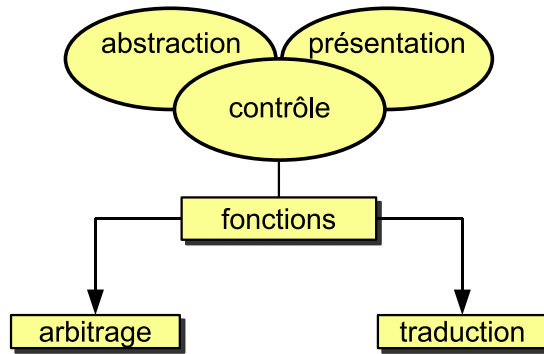 abstraction
présentation
contrôle
fonctions
arbitrage
traduction